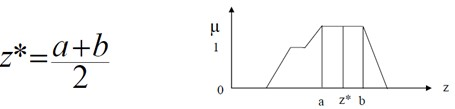 z*=a+b/2
μ
1
0
a z* b z